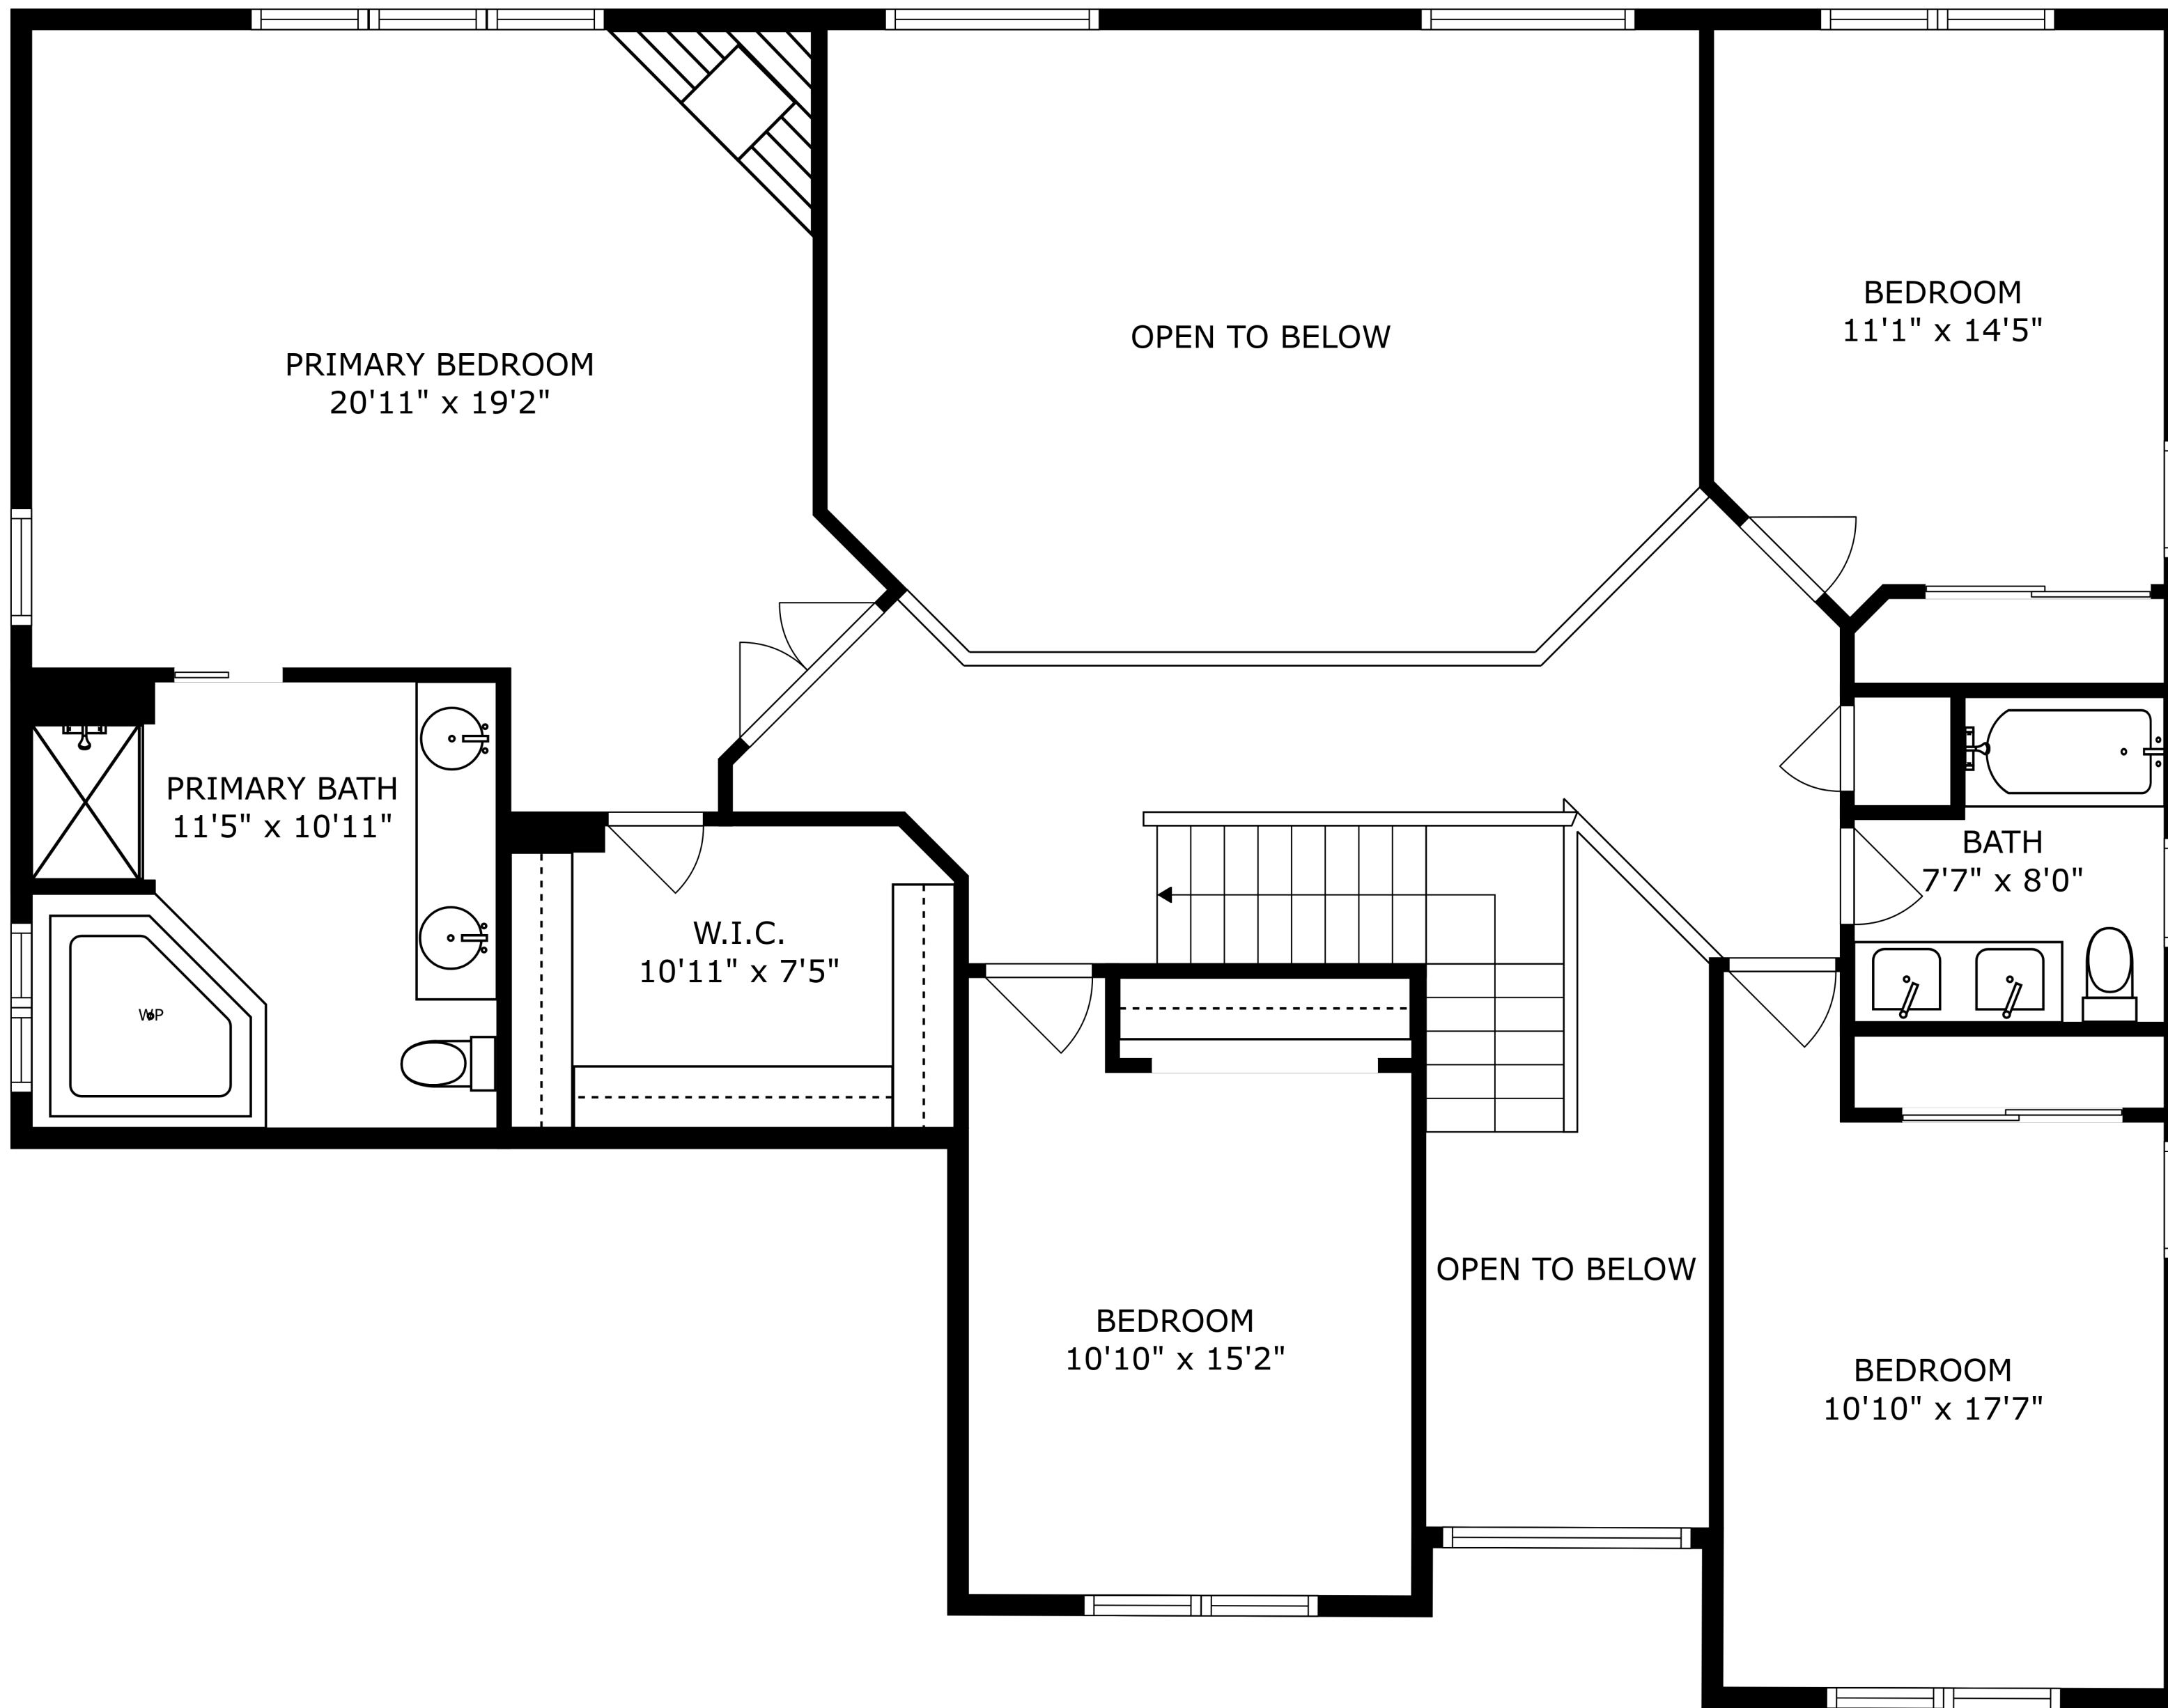 OPEN TO BELOW
BEDROOM
11'1" x 14'5"
PRIMARY BEDROOM
20'11" x 19'2"
PRIMARY BATH
11'5" x 10'11"
BATH
7'7" x 8'0"
W.I.C.
10'11" x 7'5"
WP
OPEN TO BELOW
BEDROOM
10'10" x 15'2"
BEDROOM
10'10" x 17'7"